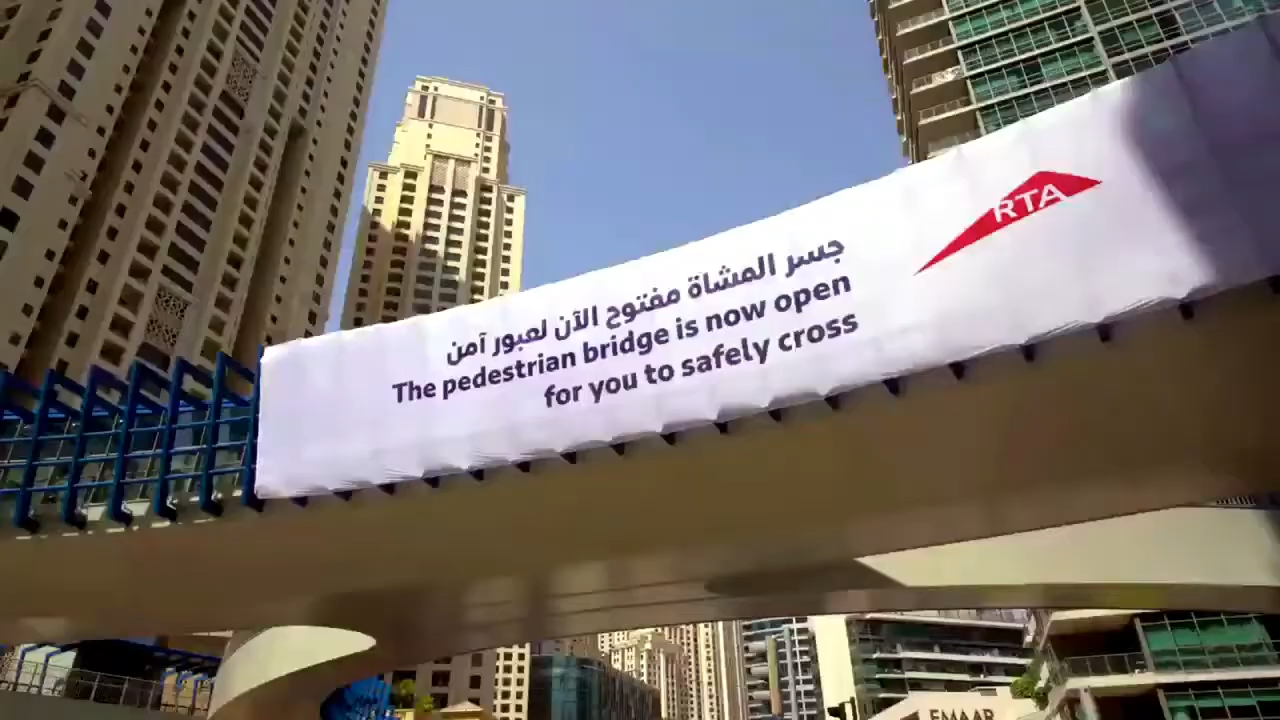 جسر المشاة مفتوح الآن لعبور آمن
The pedestrian bridge is now open
for you to safely cross
RTA
EMAAR